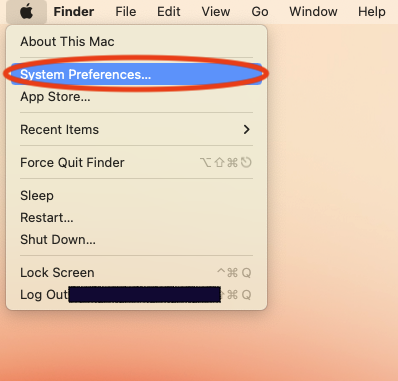 Finder File Edit View Go Window Help
About This Mac
System Preferences...
App Store...
Recent Items
Force Quit Finder ⌥⇧⌘⎋
Sleep
Restart...
Shut Down...
Lock Screen ^⌘Q
Log Out ⌘Q